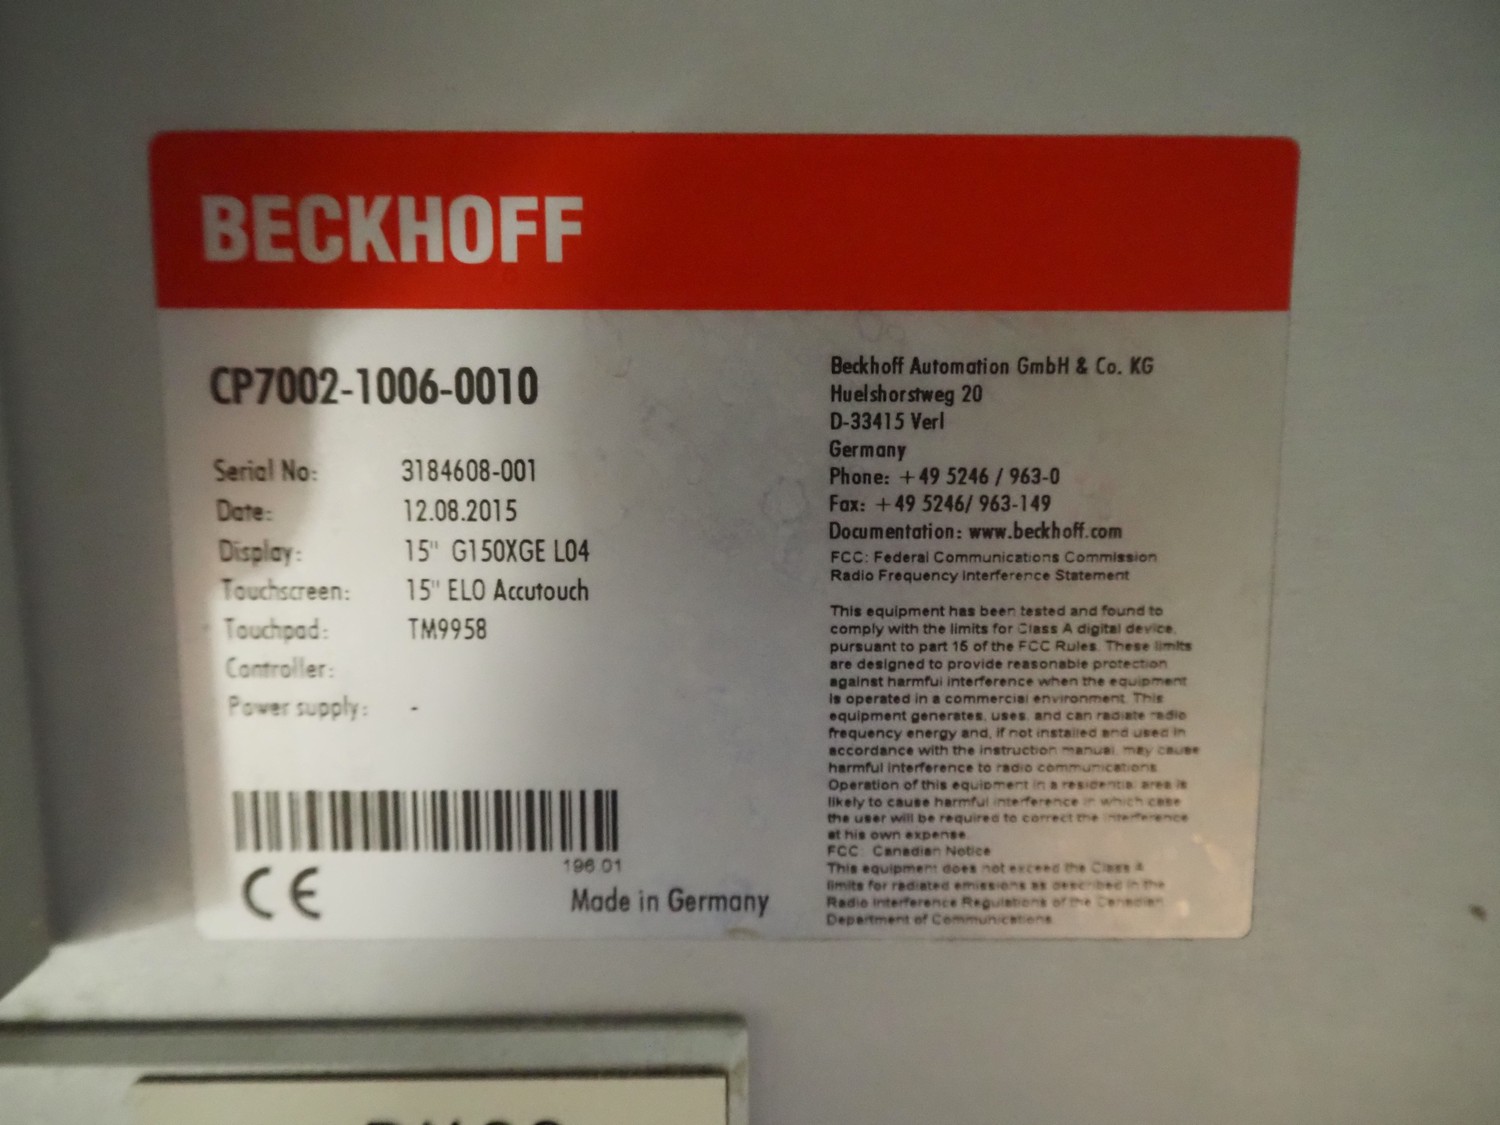 BECKHOFF
CP7002-1006-0010
Serial No: 3184608-001
Date: 12.08.2015
Display: 15" G150XGE L04
Touchscreen: 15" ELO Accutouch
Touchpad: TM9958
Controller:
Power supply: -
196.01
CE
Made in Germany
Beckhoff Automation GmbH & Co. KG
Huelshorstweg 20
D-33415 Verl
Germany
Phone: +49 5246 / 963-0
Fax: +49 5246/ 963-149
Documentation: www.beckhoff.com
FCC: Federal Communications Commission
Radio Frequency Interference Statement
This equipment has been tested and found to
comply with the limits for Class A digital device,
pursuant to part 15 of the FCC Rules. These limits
are designed to provide reasonable protection
against harmful interference when the equipment
is operated in a commercial environment. This
equipment generates, uses, and can radiate radio
frequency energy and, if not installed and used in
accordance with the instruction manual, may cause
harmful interference to radio communications.
Operation of this equipment in a residential area is
likely to cause harmful interference in which case
the user will be required to correct the interference
at his own expense.
FCC: Canadian Notice
This equipment does not exceed the Class A
limits for radiated emissions as described in the
Radio Interference Regulations of the Canadian
Department of Communications.